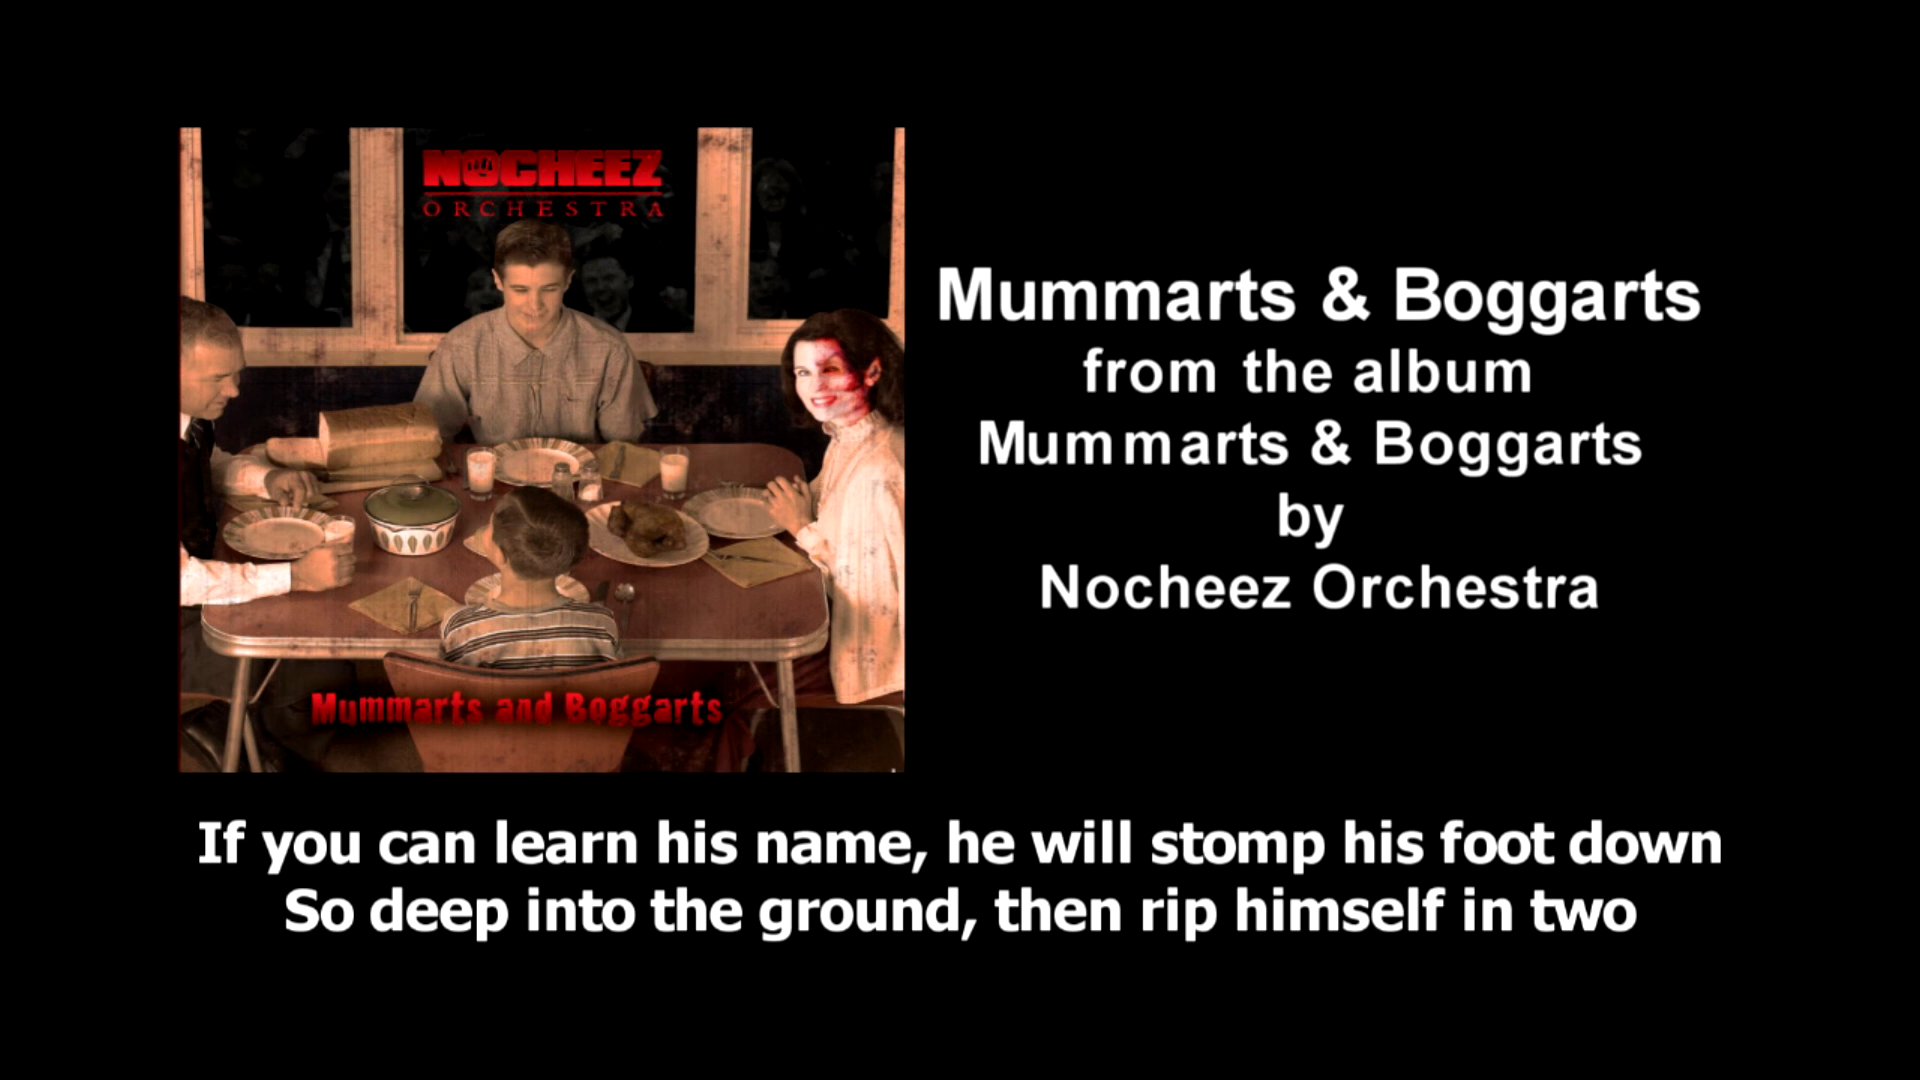 NOCHEEZ
ORCHESTRA
Mummarts and Boggarts
Mummarts & Boggarts
from the album
Mummarts & Boggarts
by
Nocheez Orchestra
If you can learn his name, he will stomp his foot down
So deep into the ground, then rip himself in two